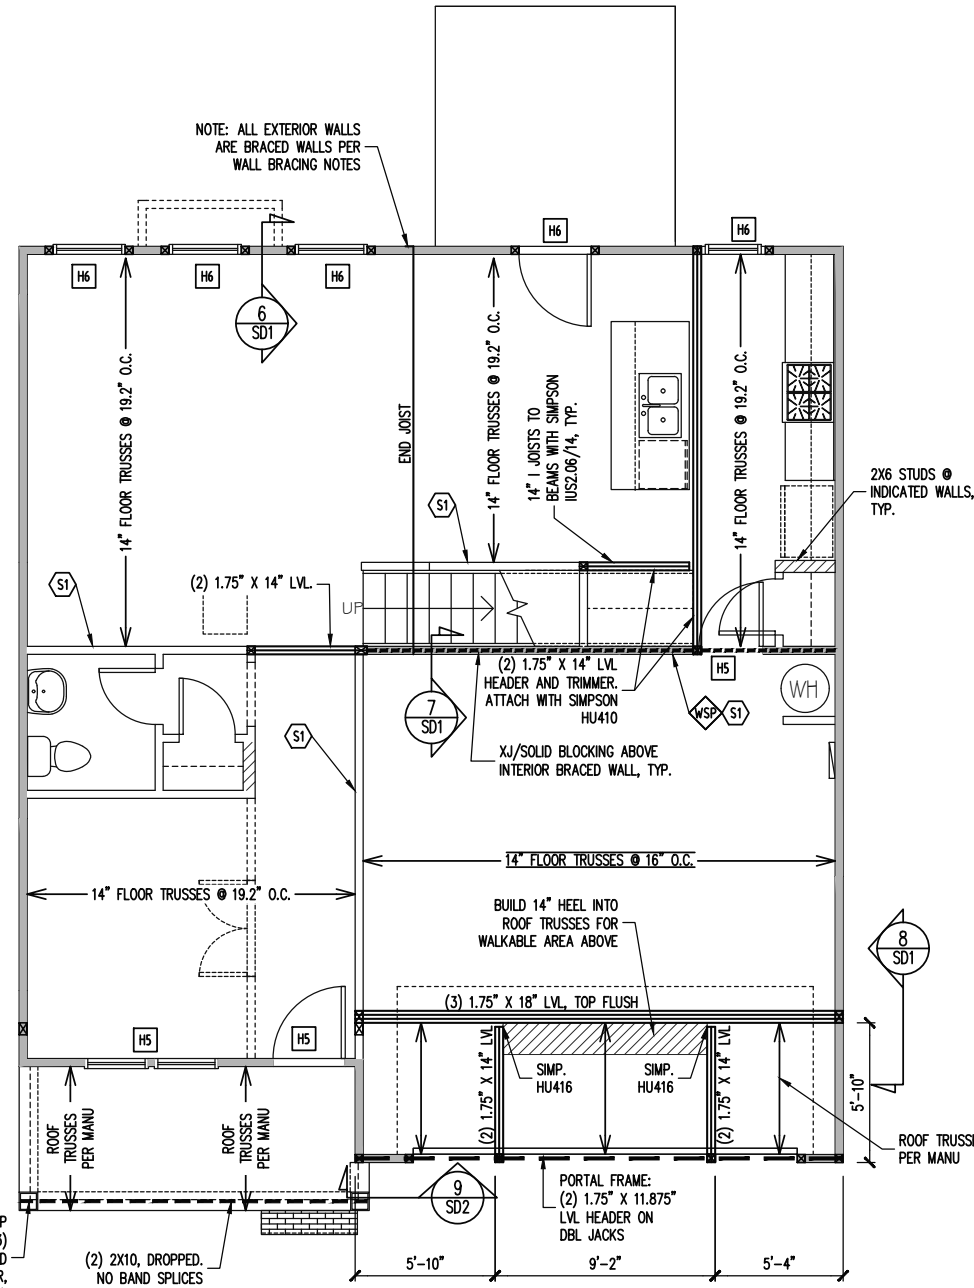 NOTE: ALL EXTERIOR WALLS
ARE BRACED WALLS PER
WALL BRACING NOTES
H6
H6
H6
H6
H6
6
SD1
14" FLOOR TRUSSES @ 19.2" O.C.
END JOIST
14" FLOOR TRUSSES @ 19.2" O.C.
14" I JOISTS TO
BEAMS WITH SIMPSON
IUS2.06/14, TYP.
14" FLOOR TRUSSES @ 19.2" O.C.
2X6 STUDS @
INDICATED WALLS,
TYP.
S1
S1
(2) 1.75" X 14" LVL.
UP
(2) 1.75" X 14" LVL
HEADER AND TRIMMER.
ATTACH WITH SIMPSON
HU410
H5
WH
7
SD1
WSP
S1
S1
XJ/SOLID BLOCKING ABOVE
INTERIOR BRACED WALL, TYP.
14" FLOOR TRUSSES @ 16" O.C.
14" FLOOR TRUSSES @ 19.2" O.C.
BUILD 14" HEEL INTO
ROOF TRUSSES FOR
WALKABLE AREA ABOVE
8
SD1
(3) 1.75" X 18" LVL, TOP FLUSH
H5
H5
(2) 1.75" X 14" LVL
SIMP.
HU416
SIMP.
HU416
(2) 1.75" X 14" LVL
5'-10"
ROOF
TRUSSES
PER MANU
ROOF
TRUSSES
PER MANU
ROOF TRUSSE
PER MANU
9
SD2
PORTAL FRAME:
(2) 1.75" X 11.875"
LVL HEADER ON
DBL JACKS
P
)
D
R,
(2) 2X10, DROPPED.
NO BAND SPLICES
5'-10"
9'-2"
5'-4"